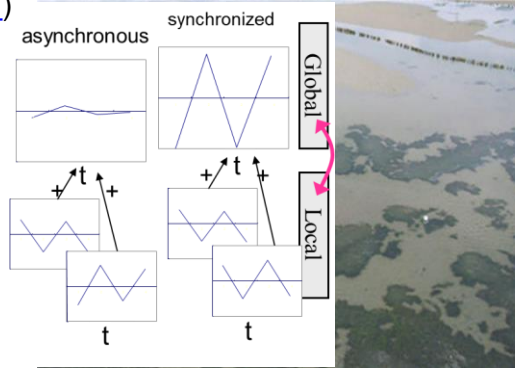 )
asynchronous
synchronized
Global
t
+
+
t
+
+
Local
t
t